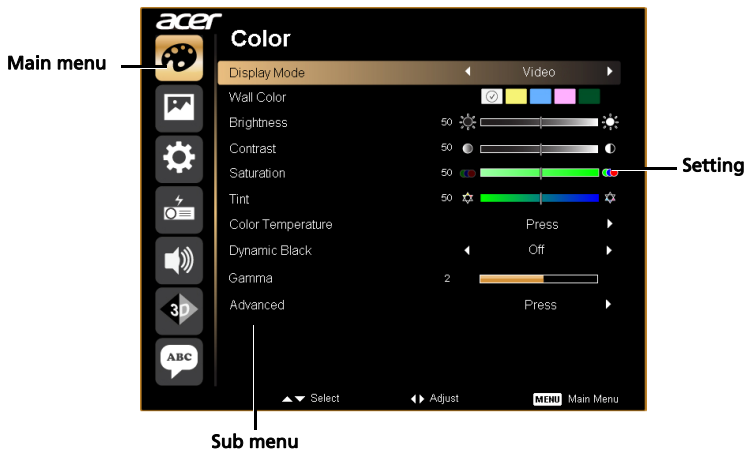 acer
Color
Main menu
Display Mode Video
Wall Color
Brightness 50
Contrast 50
Saturation 50
Setting
Tint 50
Color Temperature Press
Dynamic Black Off
Gamma 2
3D
Advanced Press
ABC
Select Adjust MENU Main Menu
Sub menu